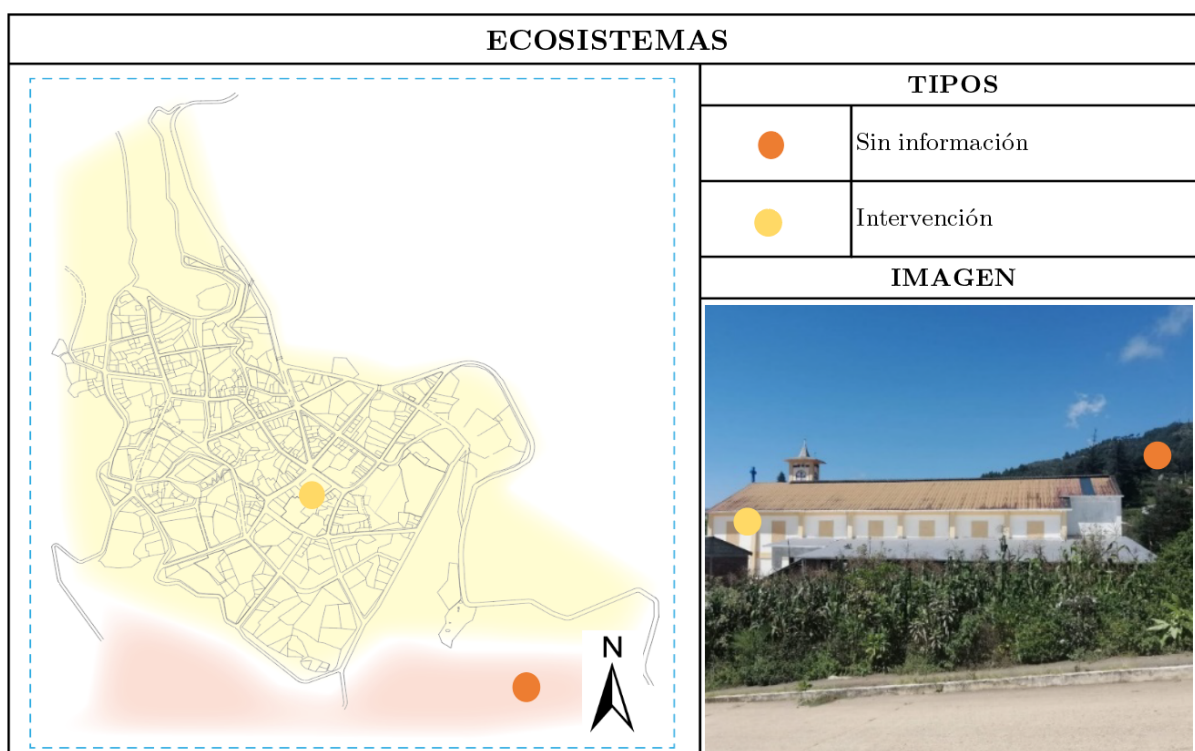 ECOSISTEMAS
TIPOS
Sin información
Intervención
IMAGEN
N